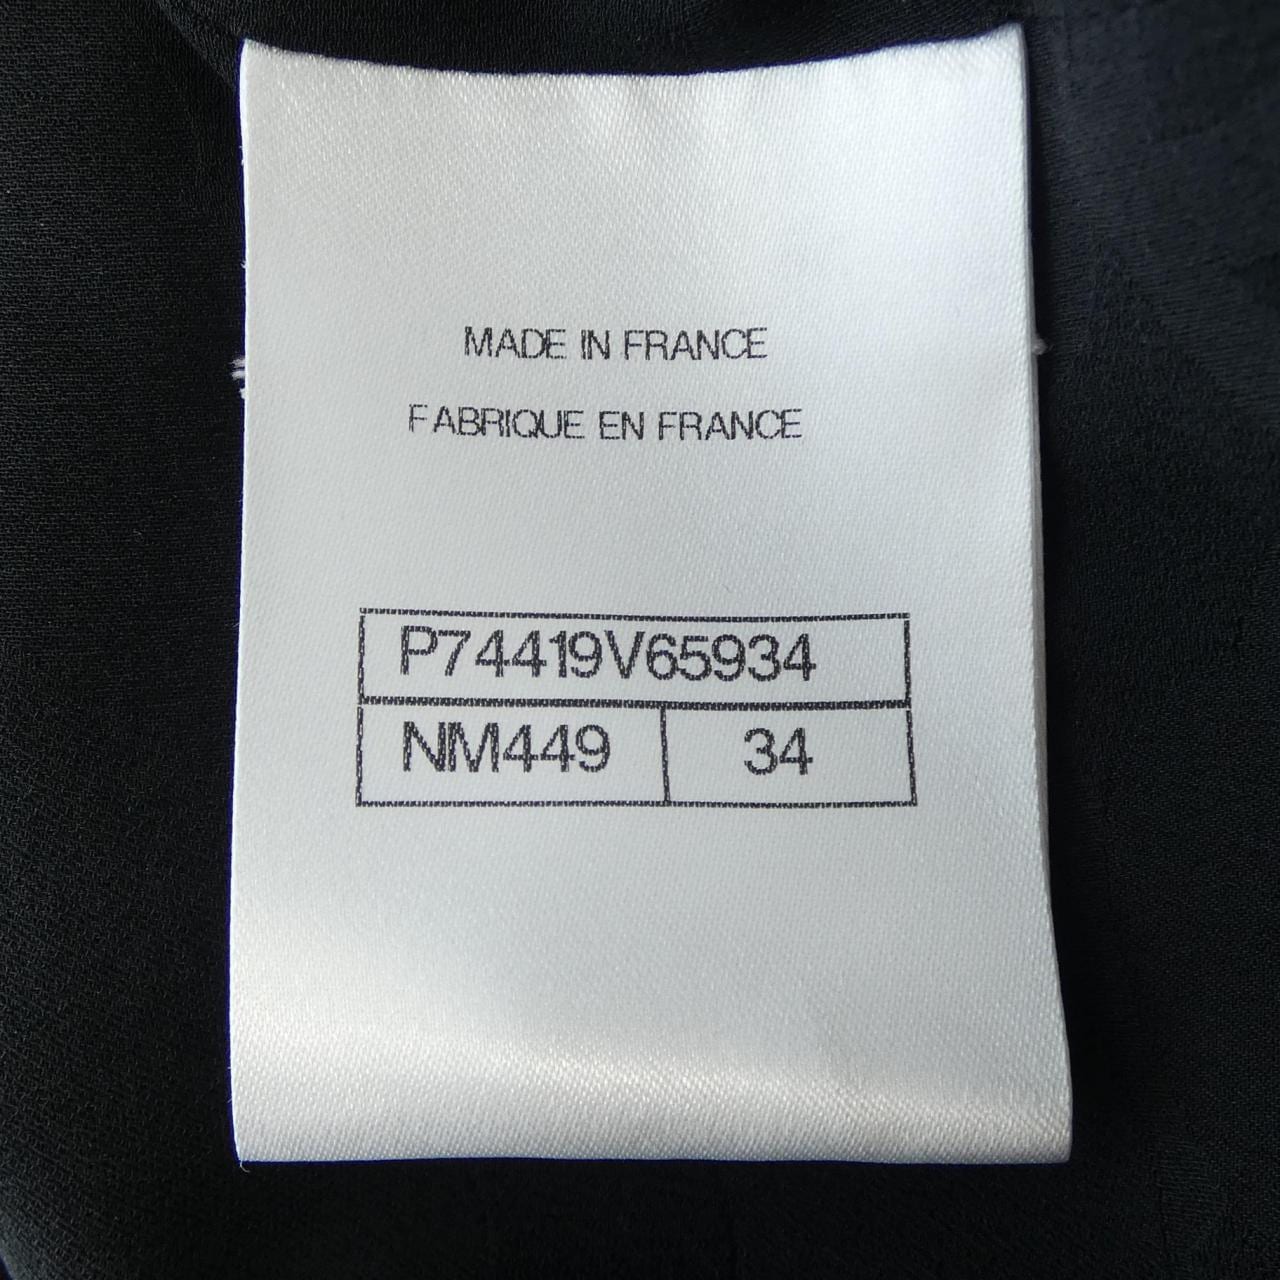 MADE IN FRANCE
FABRIQUE EN FRANCE
P74419V65934
NM449 34